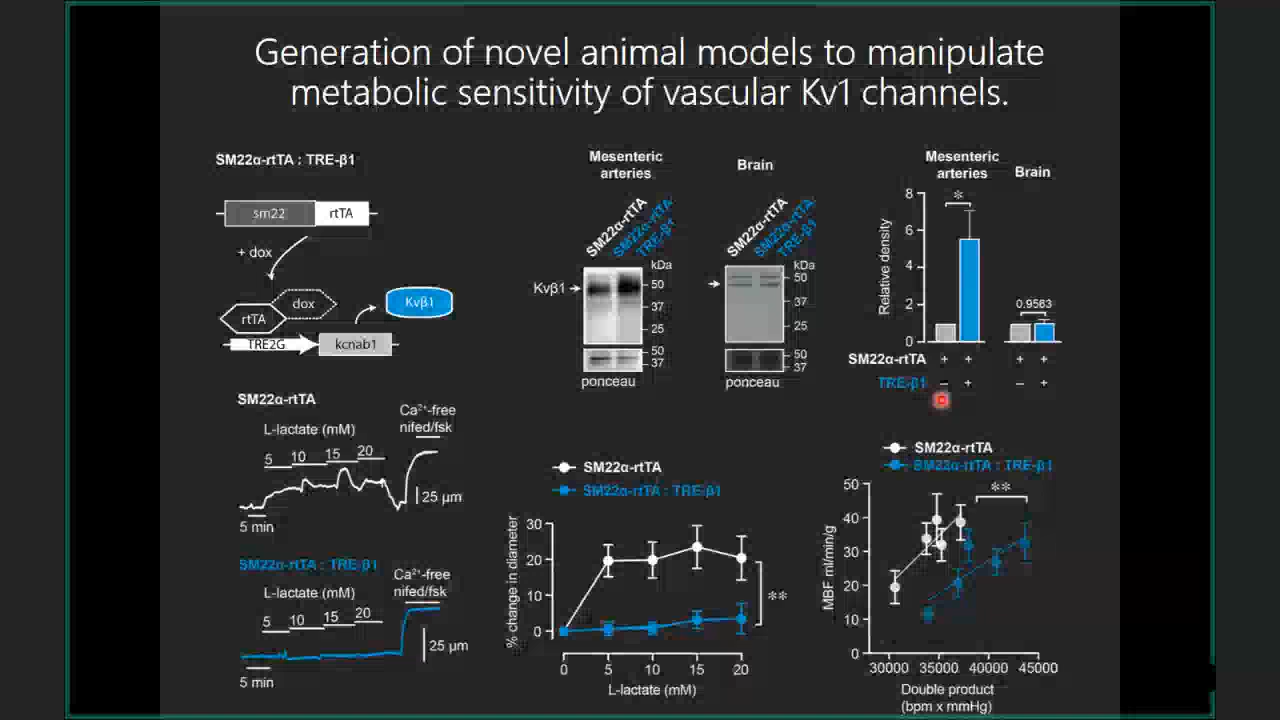 Generation of novel animal models to manipulate
metabolic sensitivity of vascular Kv1 channels.
SM22α-rtTA : TRE-β1
sm22
rtTA
+ dox
dox
rtTA
Kvβ1
TRE2G
kcnab1
Mesenteric
arteries
Brain
SM22α-rtTA
SM22α-rtTA:
TRE-β1
SM22α-rtTA
SM22α-rtTA:
TRE-β1
kDa
Kvβ1
50
37
25
50
37
ponceau
kDa
50
37
25
50
37
ponceau
Mesenteric
arteries
Brain
Relative density
8
6
4
2
0
*
0.9563
SM22α-rtTA + + + +
TRE-β1 – + – +
SM22α-rtTA
L-lactate (mM)
5 10 15 20
Ca²⁺-free
nifed/fsk
25 μm
5 min
SM22α-rtTA : TRE-β1
L-lactate (mM)
5 10 15 20
Ca²⁺-free
nifed/fsk
25 μm
5 min
SM22α-rtTA
SM22α-rtTA : TRE-β1
% change in diameter
30
20
10
0
**
0 5 10 15 20
L-lactate (mM)
SM22α-rtTA
SM22α-rtTA : TRE-β1
MBF ml/min/g
50
40
30
20
10
0
**
30000 35000 40000 45000
Double product
(bpm x mmHg)